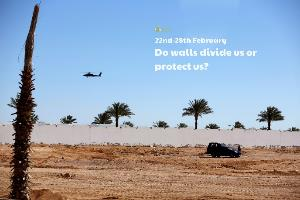 22nd-28th February
Do walls divide us or
protect us?